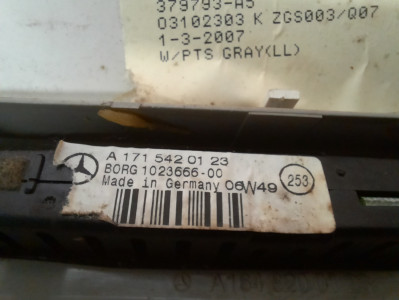 379793-A5
03102303 K ZGS003/Q07
1-3-2007
W/PTS GRAY(LL)
A 171 542 01 23
BORG 1023666-00
Made in Germany 06W49
253